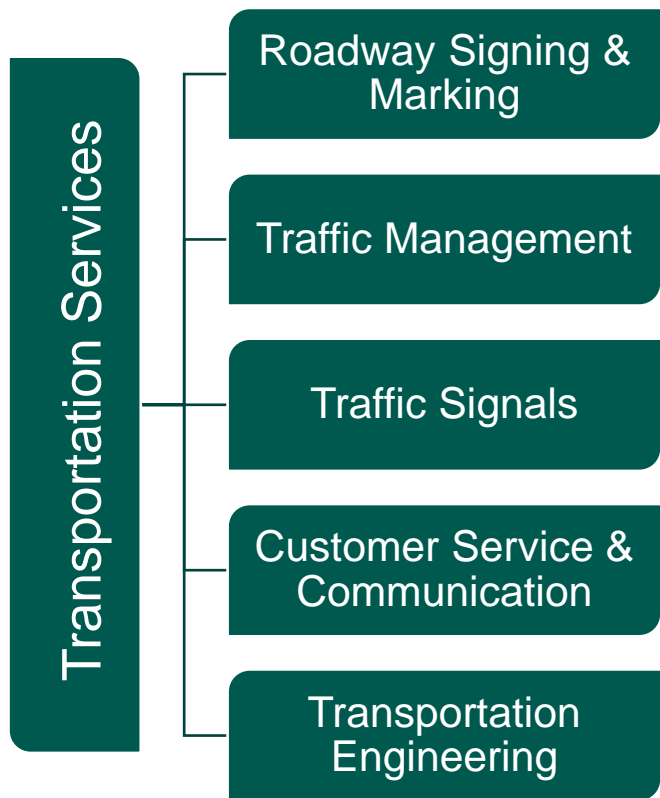 Transportation Services
Roadway Signing &
Marking
Traffic Management
Traffic Signals
Customer Service &
Communication
Transportation
Engineering